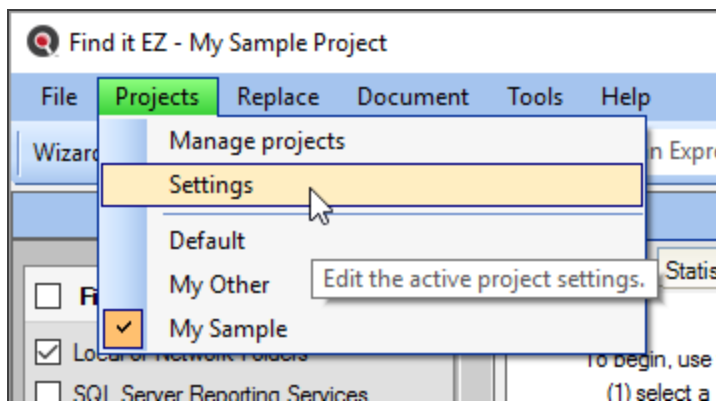 Find it EZ - My Sample Project
File Projects Replace Document Tools Help
Manage projects
Settings
Default
My Other
Edit the active project settings.
My Sample
To begin, use
SQL Server Reporting Services
(1) select a